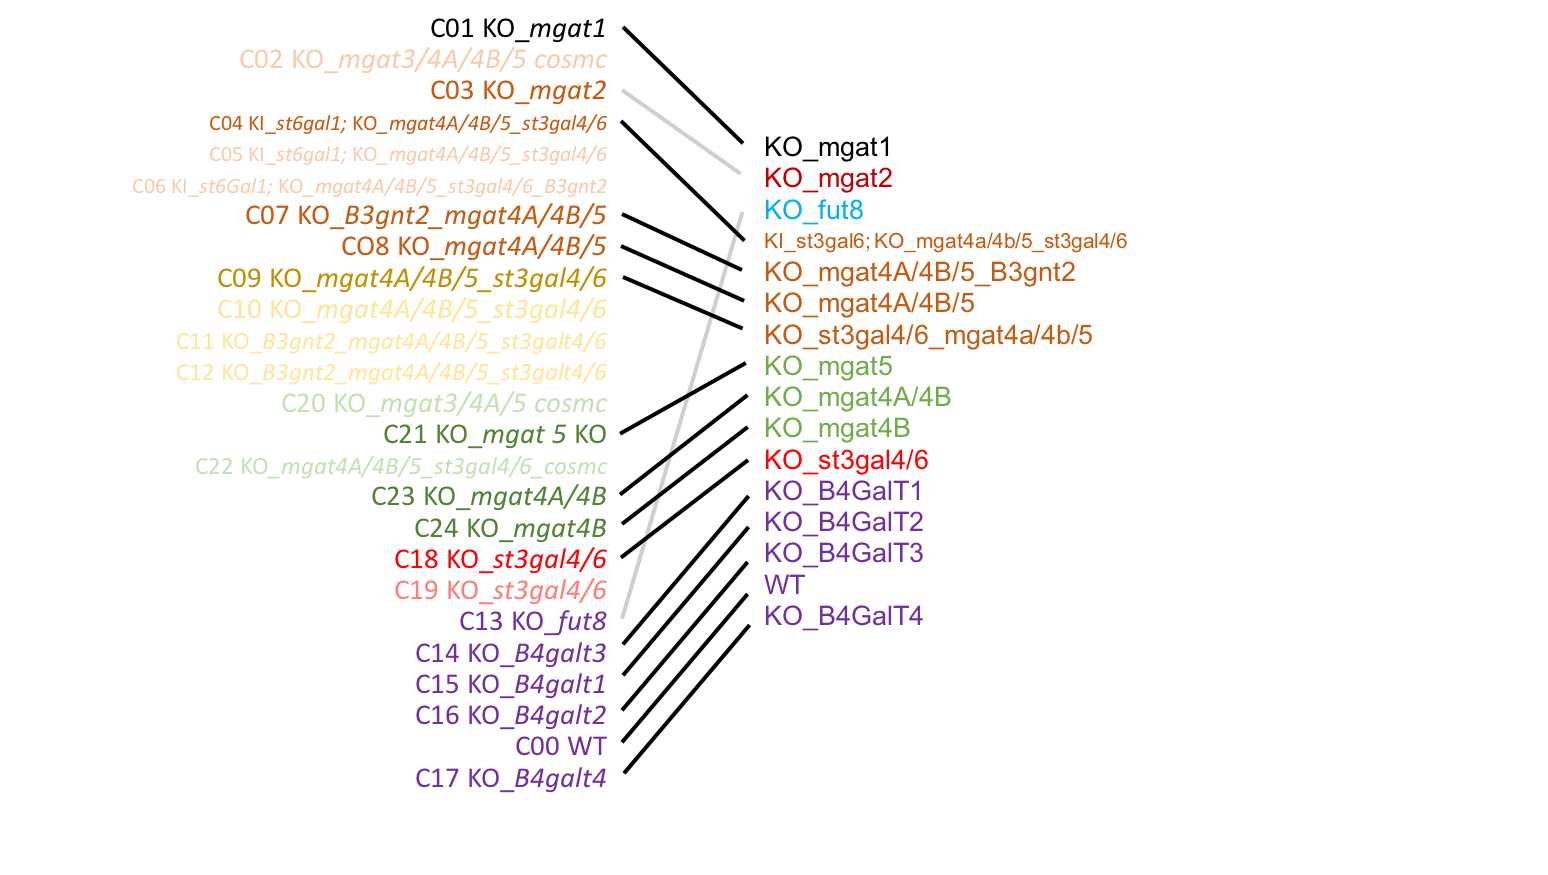 C01 KO_mgat1
C02 KO_mgat3/4A/4B/5 cosmc
C03 KO_mgat2
C04 KI_st6gal1; KO_mgat4A/4B/5_st3gal4/6
C05 KI_st6gal1; KO_mgat4A/4B/5_st3gal4/6
C06 KI_st6Gal1; KO_mgat4A/4B/5_st3gal4/6_B3gnt2
C07 KO_B3gnt2_mgat4A/4B/5
CO8 KO_mgat4A/4B/5
C09 KO_mgat4A/4B/5_st3gal4/6
C10 KO_mgat4A/4B/5_st3gal4/6
C11 KO_B3gnt2_mgat4A/4B/5_st3galt4/6
C12 KO_B3gnt2_mgat4A/4B/5_st3galt4/6
C20 KO_mgat3/4A/5 cosmc
C21 KO_mgat 5 KO
C22 KO_mgat4A/4B/5_st3gal4/6_cosmc
C23 KO_mgat4A/4B
C24 KO_mgat4B
C18 KO_st3gal4/6
C19 KO_st3gal4/6
C13 KO_fut8
C14 KO_B4galt3
C15 KO_B4galt1
C16 KO_B4galt2
C00 WT
C17 KO_B4galt4
KO_mgat1
KO_mgat2
KO_fut8
KI_st3gal6; KO_mgat4a/4b/5_st3gal4/6
KO_mgat4A/4B/5_B3gnt2
KO_mgat4A/4B/5
KO_st3gal4/6_mgat4a/4b/5
KO_mgat5
KO_mgat4A/4B
KO_mgat4B
KO_st3gal4/6
KO_B4GalT1
KO_B4GalT2
KO_B4GalT3
WT
KO_B4GalT4